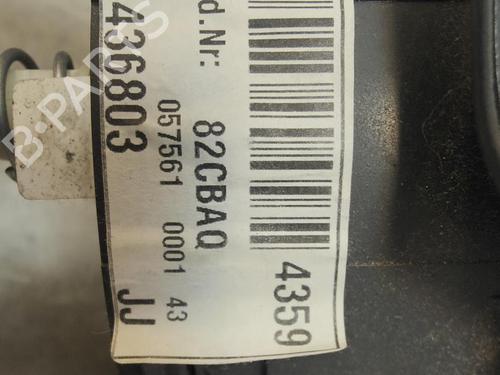 d.Nr:
4359
82CBAQ
057561 0001 43
436803
JJ
B-PARTS